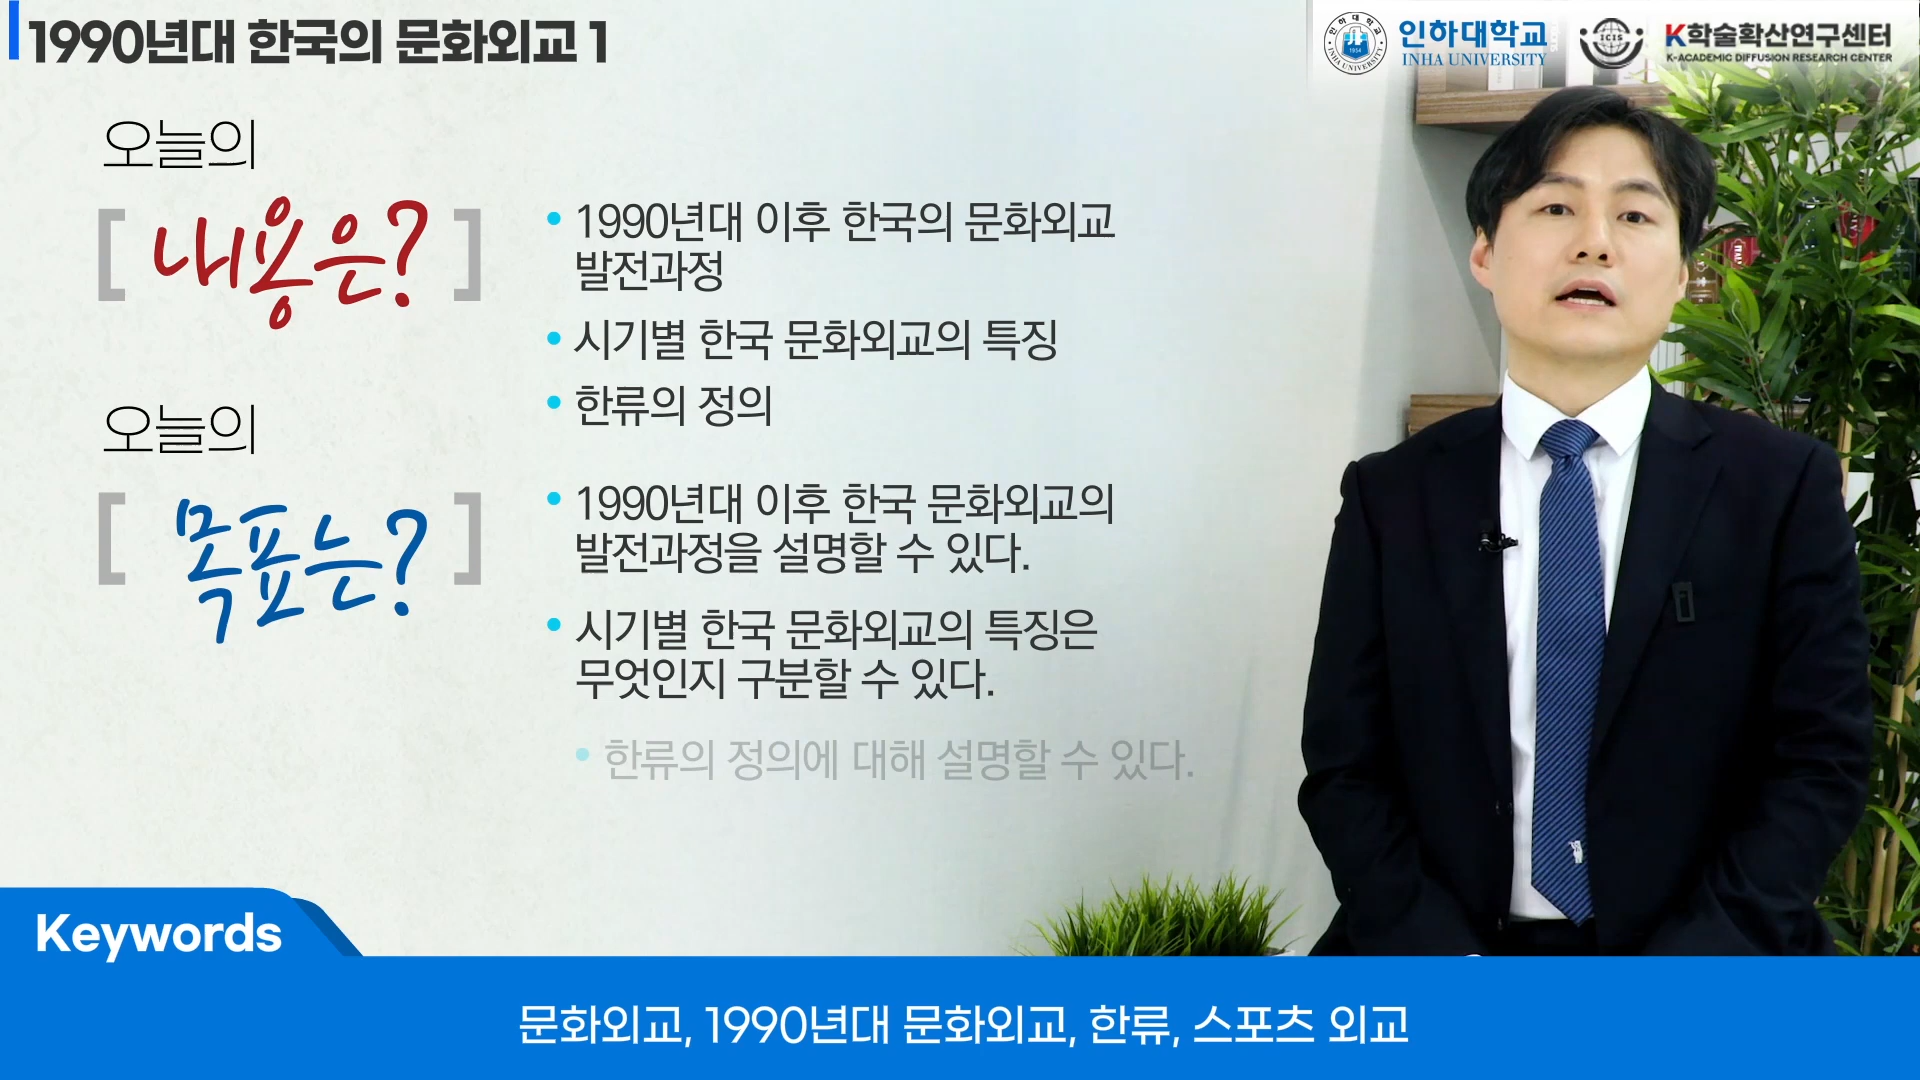 1990년대 한국의 문화외교 1
인하대학교
INHA UNIVERSITY
K학술확산연구센터
K-ACADEMIC DIFFUSION RESEARCH CENTER
ICIS
1954
오늘의
[ 내용은? ]
• 1990년대 이후 한국의 문화외교
발전과정
• 시기별 한국 문화외교의 특징
• 한류의 정의
오늘의
[ 목표는? ]
• 1990년대 이후 한국 문화외교의
발전과정을 설명할 수 있다.
• 시기별 한국 문화외교의 특징은
무엇인지 구분할 수 있다.
• 한류의 정의에 대해 설명할 수 있다.
Keywords
문화외교, 1990년대 문화외교, 한류, 스포츠 외교